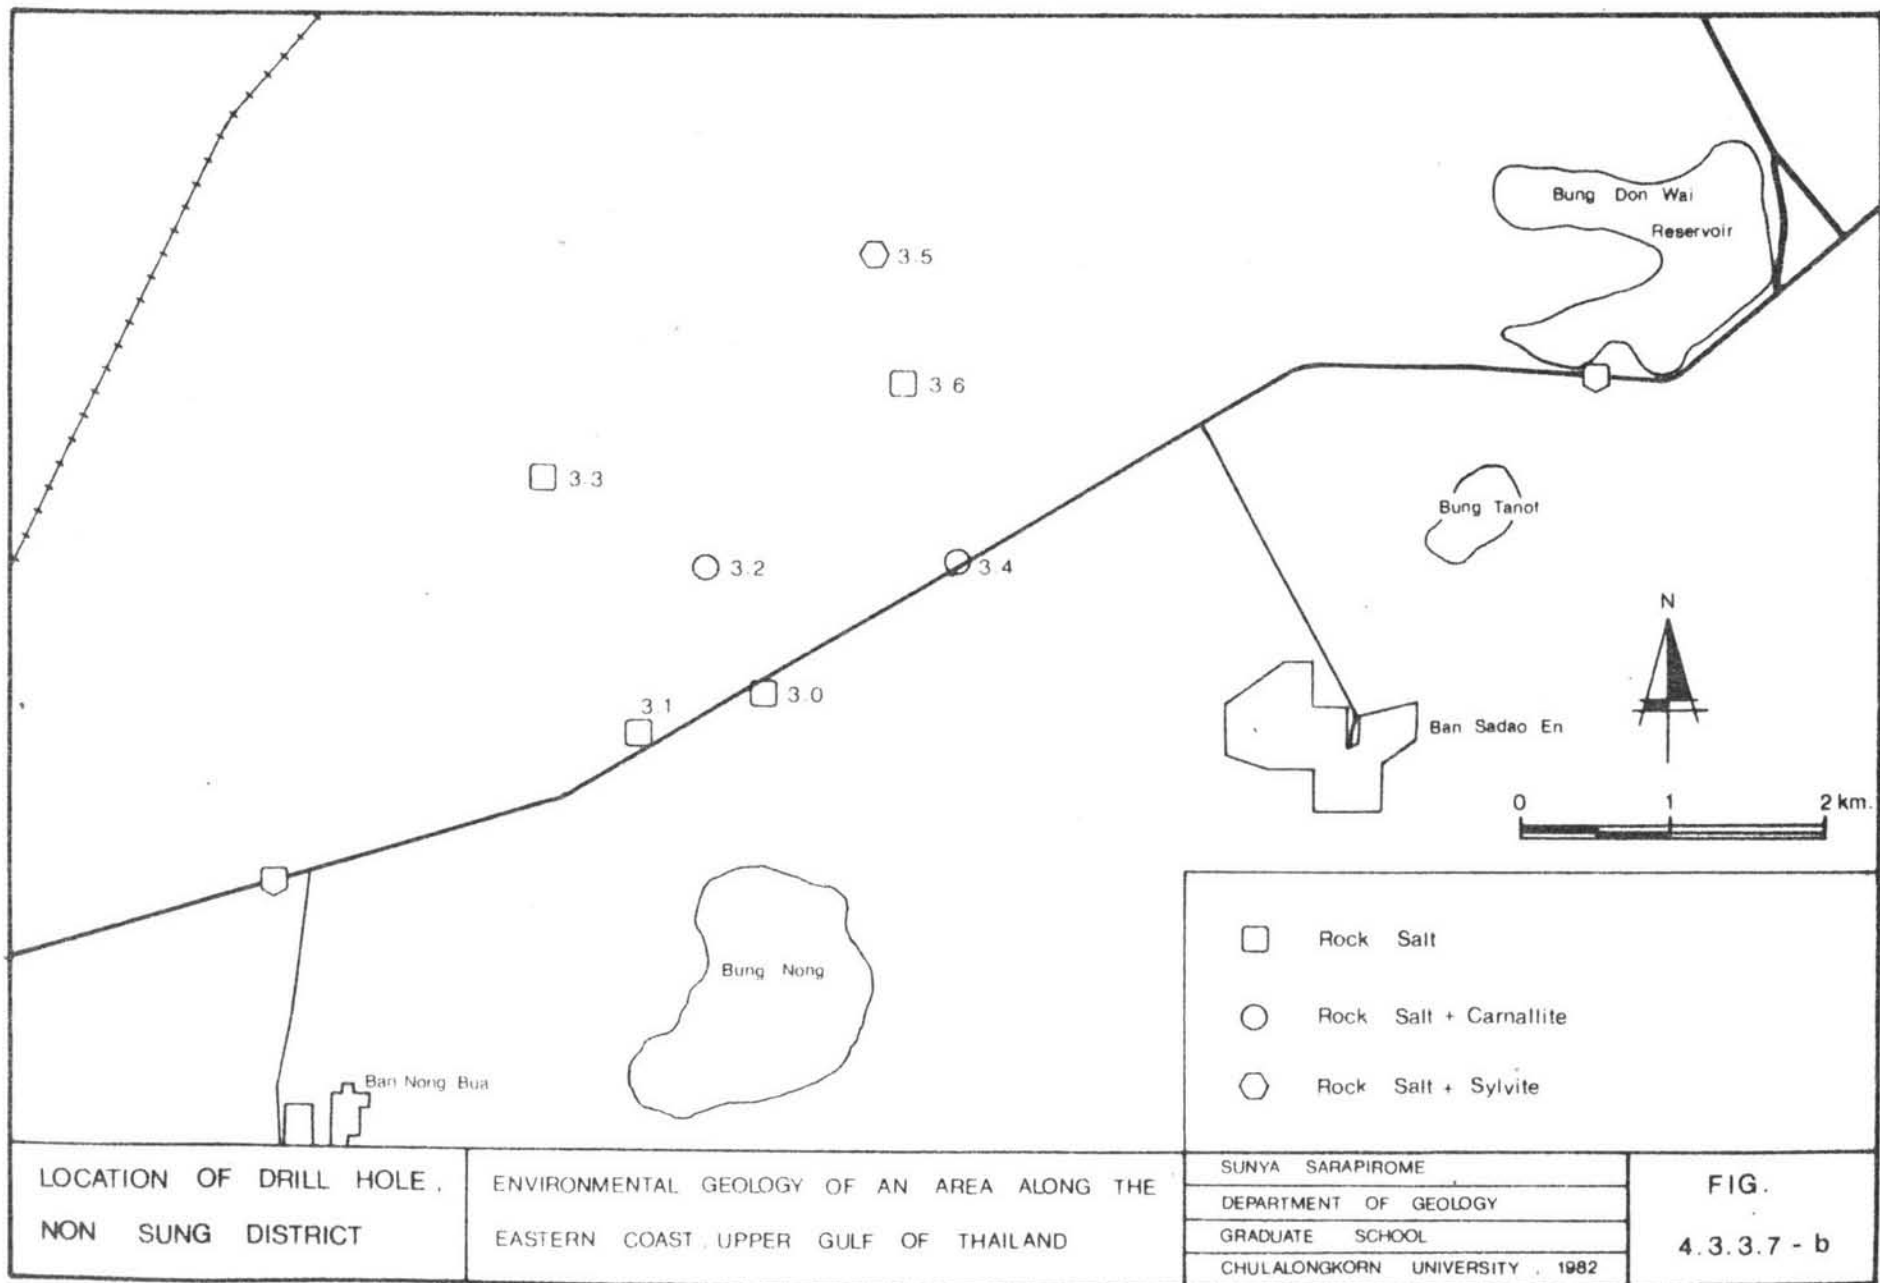 Bung Don Wai
Reservoir
3.5
3.6
3.3
Bung Tanot
3.2
3.4
N
3.0
3.1
Ban Sadao En
0 1 2 km.
Rock Salt
Bung Nong
Rock Salt + Carnallite
Ban Nong Bua
Rock Salt + Sylvite
LOCATION OF DRILL HOLE,
NON SUNG DISTRICT
ENVIRONMENTAL GEOLOGY OF AN AREA ALONG THE
EASTERN COAST, UPPER GULF OF THAILAND
SUNYA SARAPIROME
DEPARTMENT OF GEOLOGY
GRADUATE SCHOOL
CHULALONGKORN UNIVERSITY, 1982
FIG.
4.3.3.7 - b